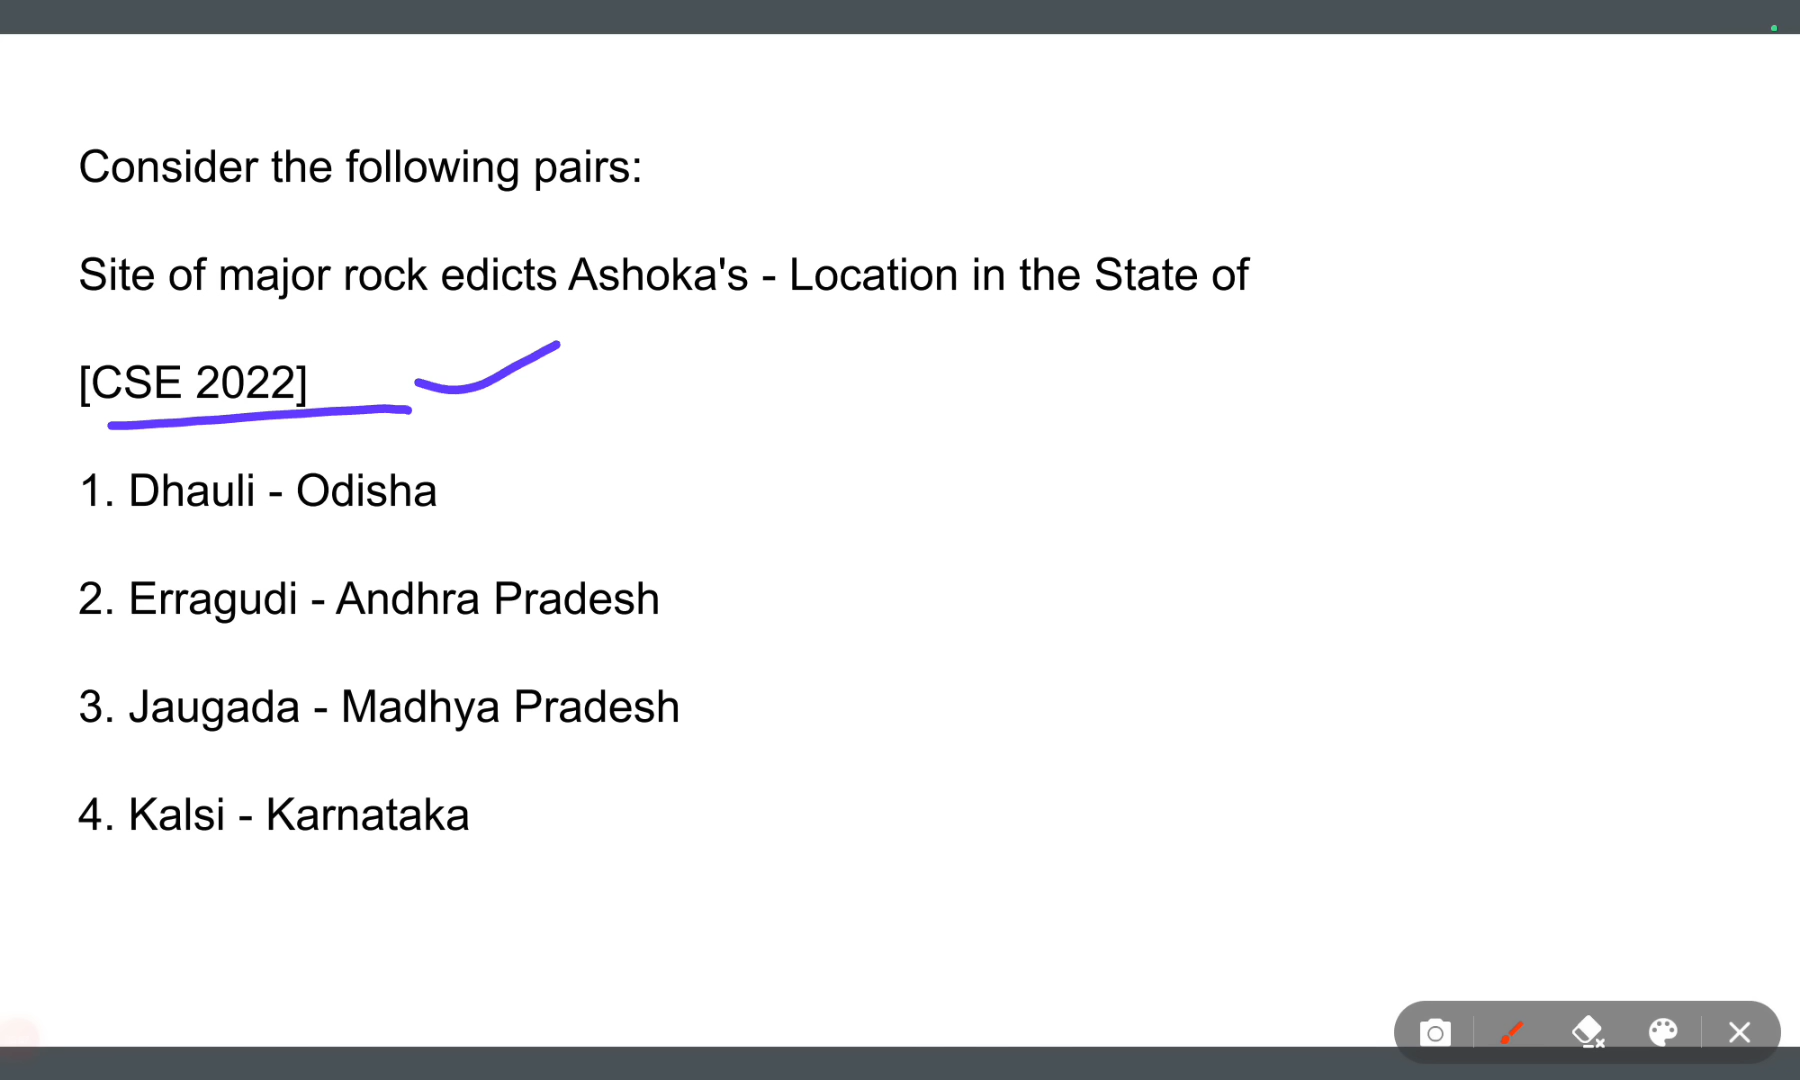 Consider the following pairs:
Site of major rock edicts Ashoka's - Location in the State of
[CSE 2022]
1. Dhauli - Odisha
2. Erragudi - Andhra Pradesh
3. Jaugada - Madhya Pradesh
4. Kalsi - Karnataka